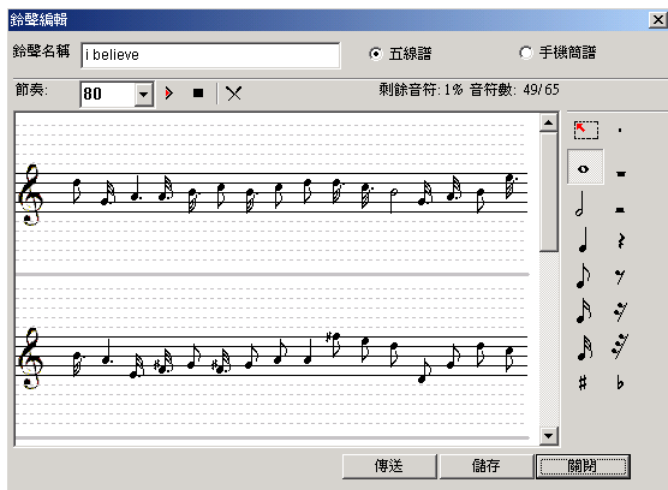 鈴聲編輯
鈴聲名稱 i believe 五線譜 手機簡譜
節奏: 80 剩餘音符:1% 音符數: 49/65
傳送 儲存 關閉